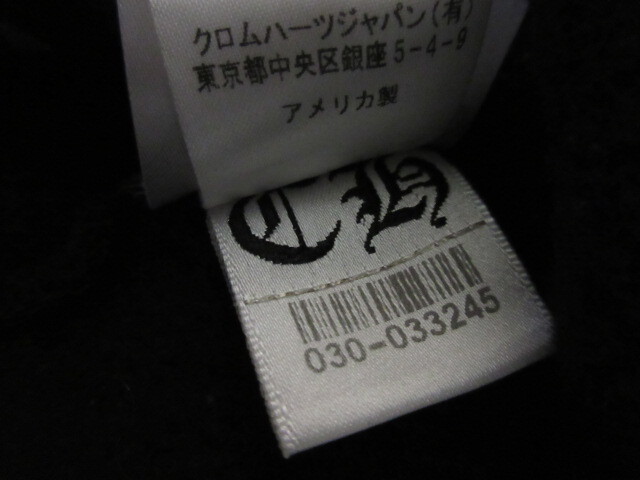 クロムハーツジャパン(有)
東京都中央区銀座5-4-9
アメリカ製
CH
030-033245